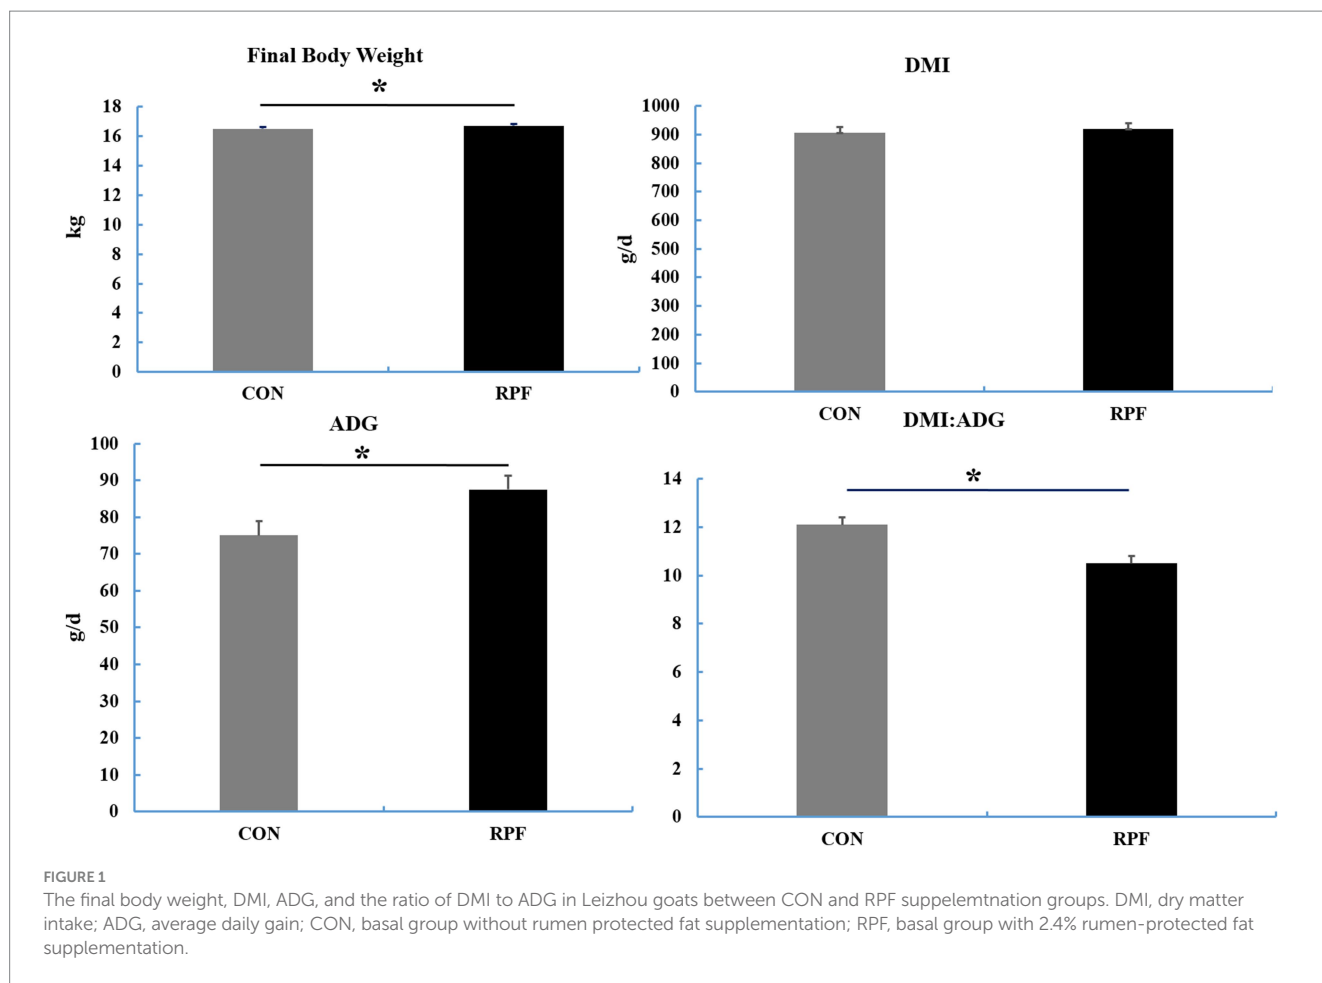 Final Body Weight
*
18
16
14
12
10
8
6
4
2
0
kg
CON RPF
DMI
1000
900
800
700
600
500
400
300
200
100
0
g/d
CON RPF
ADG
*
100
90
80
70
60
50
40
30
20
10
0
g/d
CON RPF
DMI:ADG
*
14
12
10
8
6
4
2
0
CON RPF
FIGURE 1
The final body weight, DMI, ADG, and the ratio of DMI to ADG in Leizhou goats between CON and RPF suppelemtnation groups. DMI, dry matter
intake; ADG, average daily gain; CON, basal group without rumen protected fat supplementation; RPF, basal group with 2.4% rumen-protected fat
supplementation.